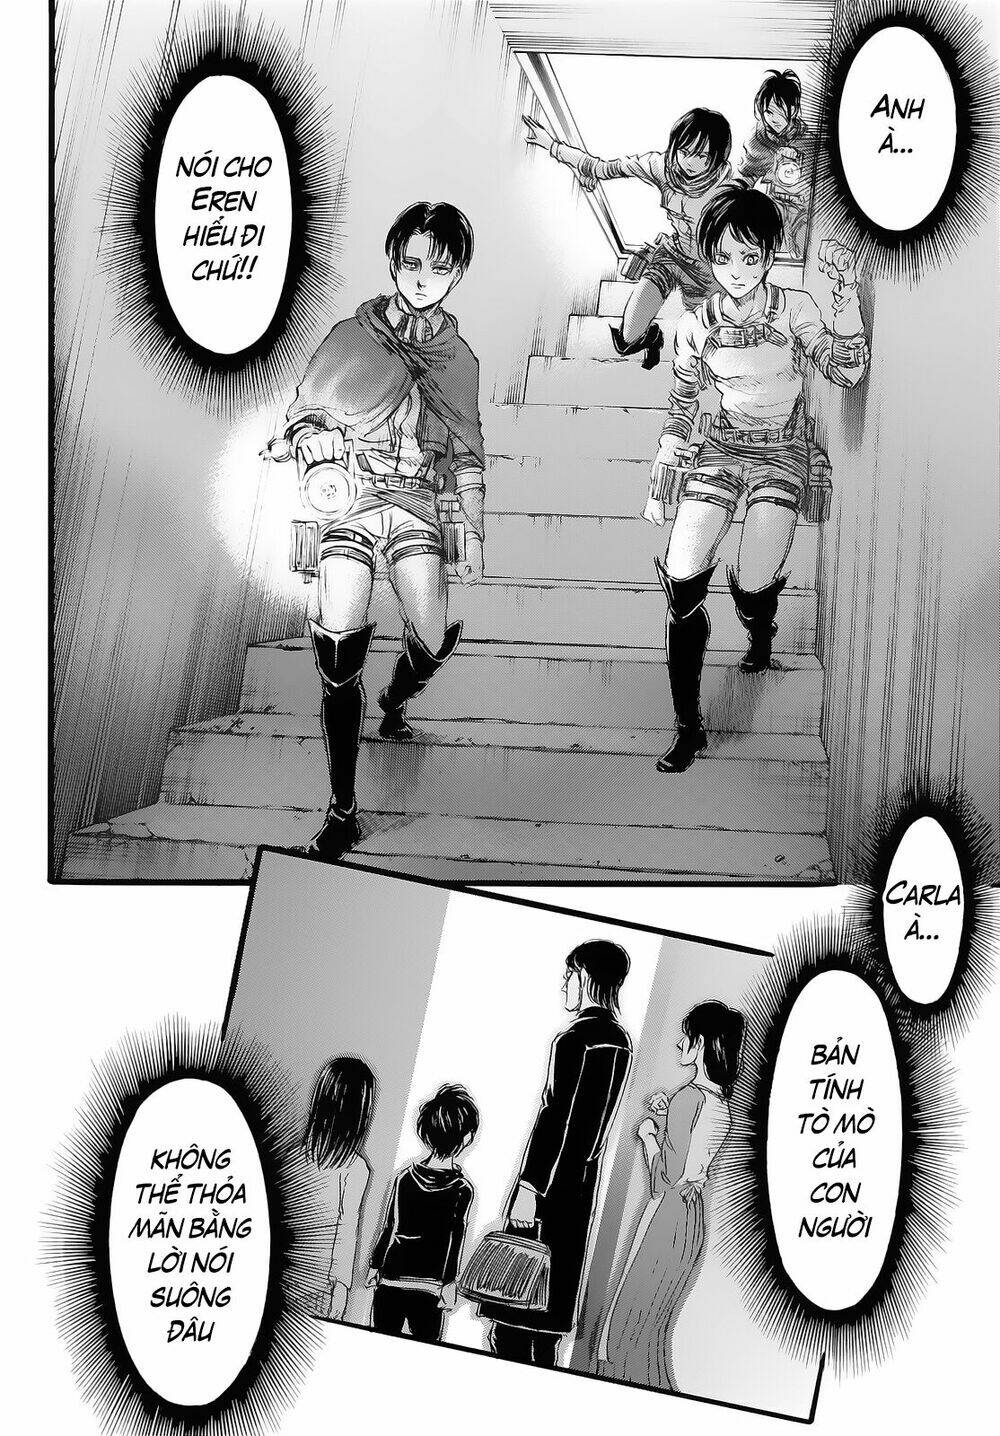 ANH
À...
NÓI CHO
EREN
HIỂU ĐI
CHỨ!!
CARLA
À...
BẢN
TÍNH
TÒ MÒ
CỦA
CON
NGƯỜI
KHÔNG
THỂ THỎA
MÃN BẰNG
LỜI NÓI
SUÔNG
ĐÂU